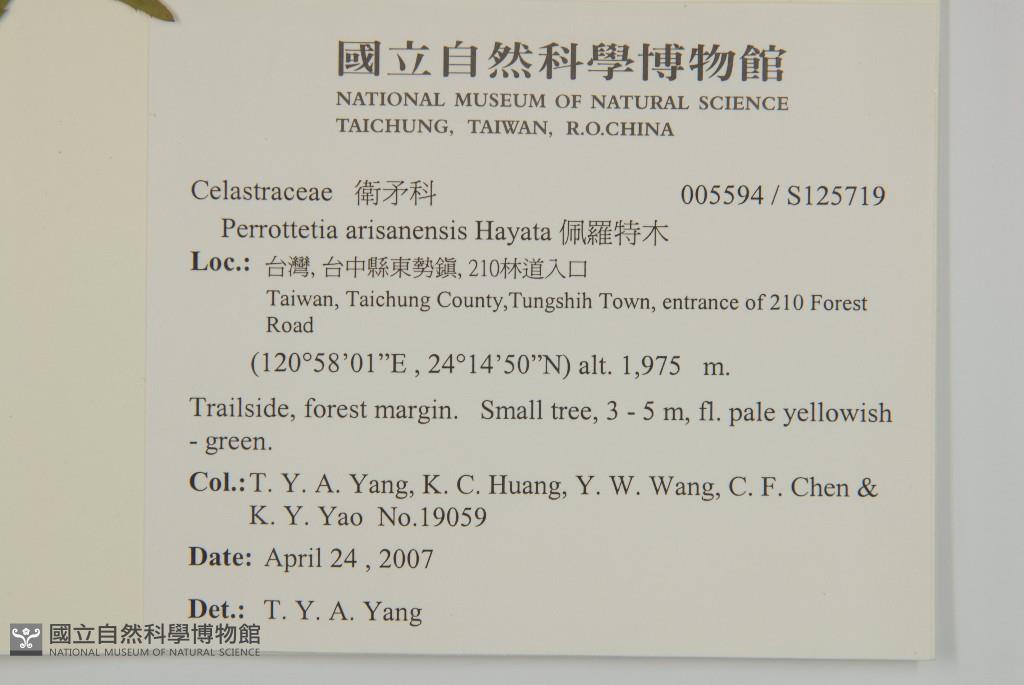 國立自然科學博物館
NATIONAL MUSEUM OF NATURAL SCIENCE
TAICHUNG, TAIWAN, R.O.CHINA
Celastraceae 衛矛科 005594 / S125719
Perrottetia arisanensis Hayata 佩羅特木
Loc.: 台灣, 台中縣東勢鎭, 210林道入口
Taiwan, Taichung County,Tungshih Town, entrance of 210 Forest
Road
(120°58’01”E , 24°14’50”N) alt. 1,975 m.
Trailside, forest margin. Small tree, 3 - 5 m, fl. pale yellowish
- green.
Col.:T. Y. A. Yang, K. C. Huang, Y. W. Wang, C. F. Chen &
K. Y. Yao No.19059
Date: April 24 , 2007
Det.: T. Y. A. Yang
國立自然科學博物館
NATIONAL MUSEUM OF NATURAL SCIENCE